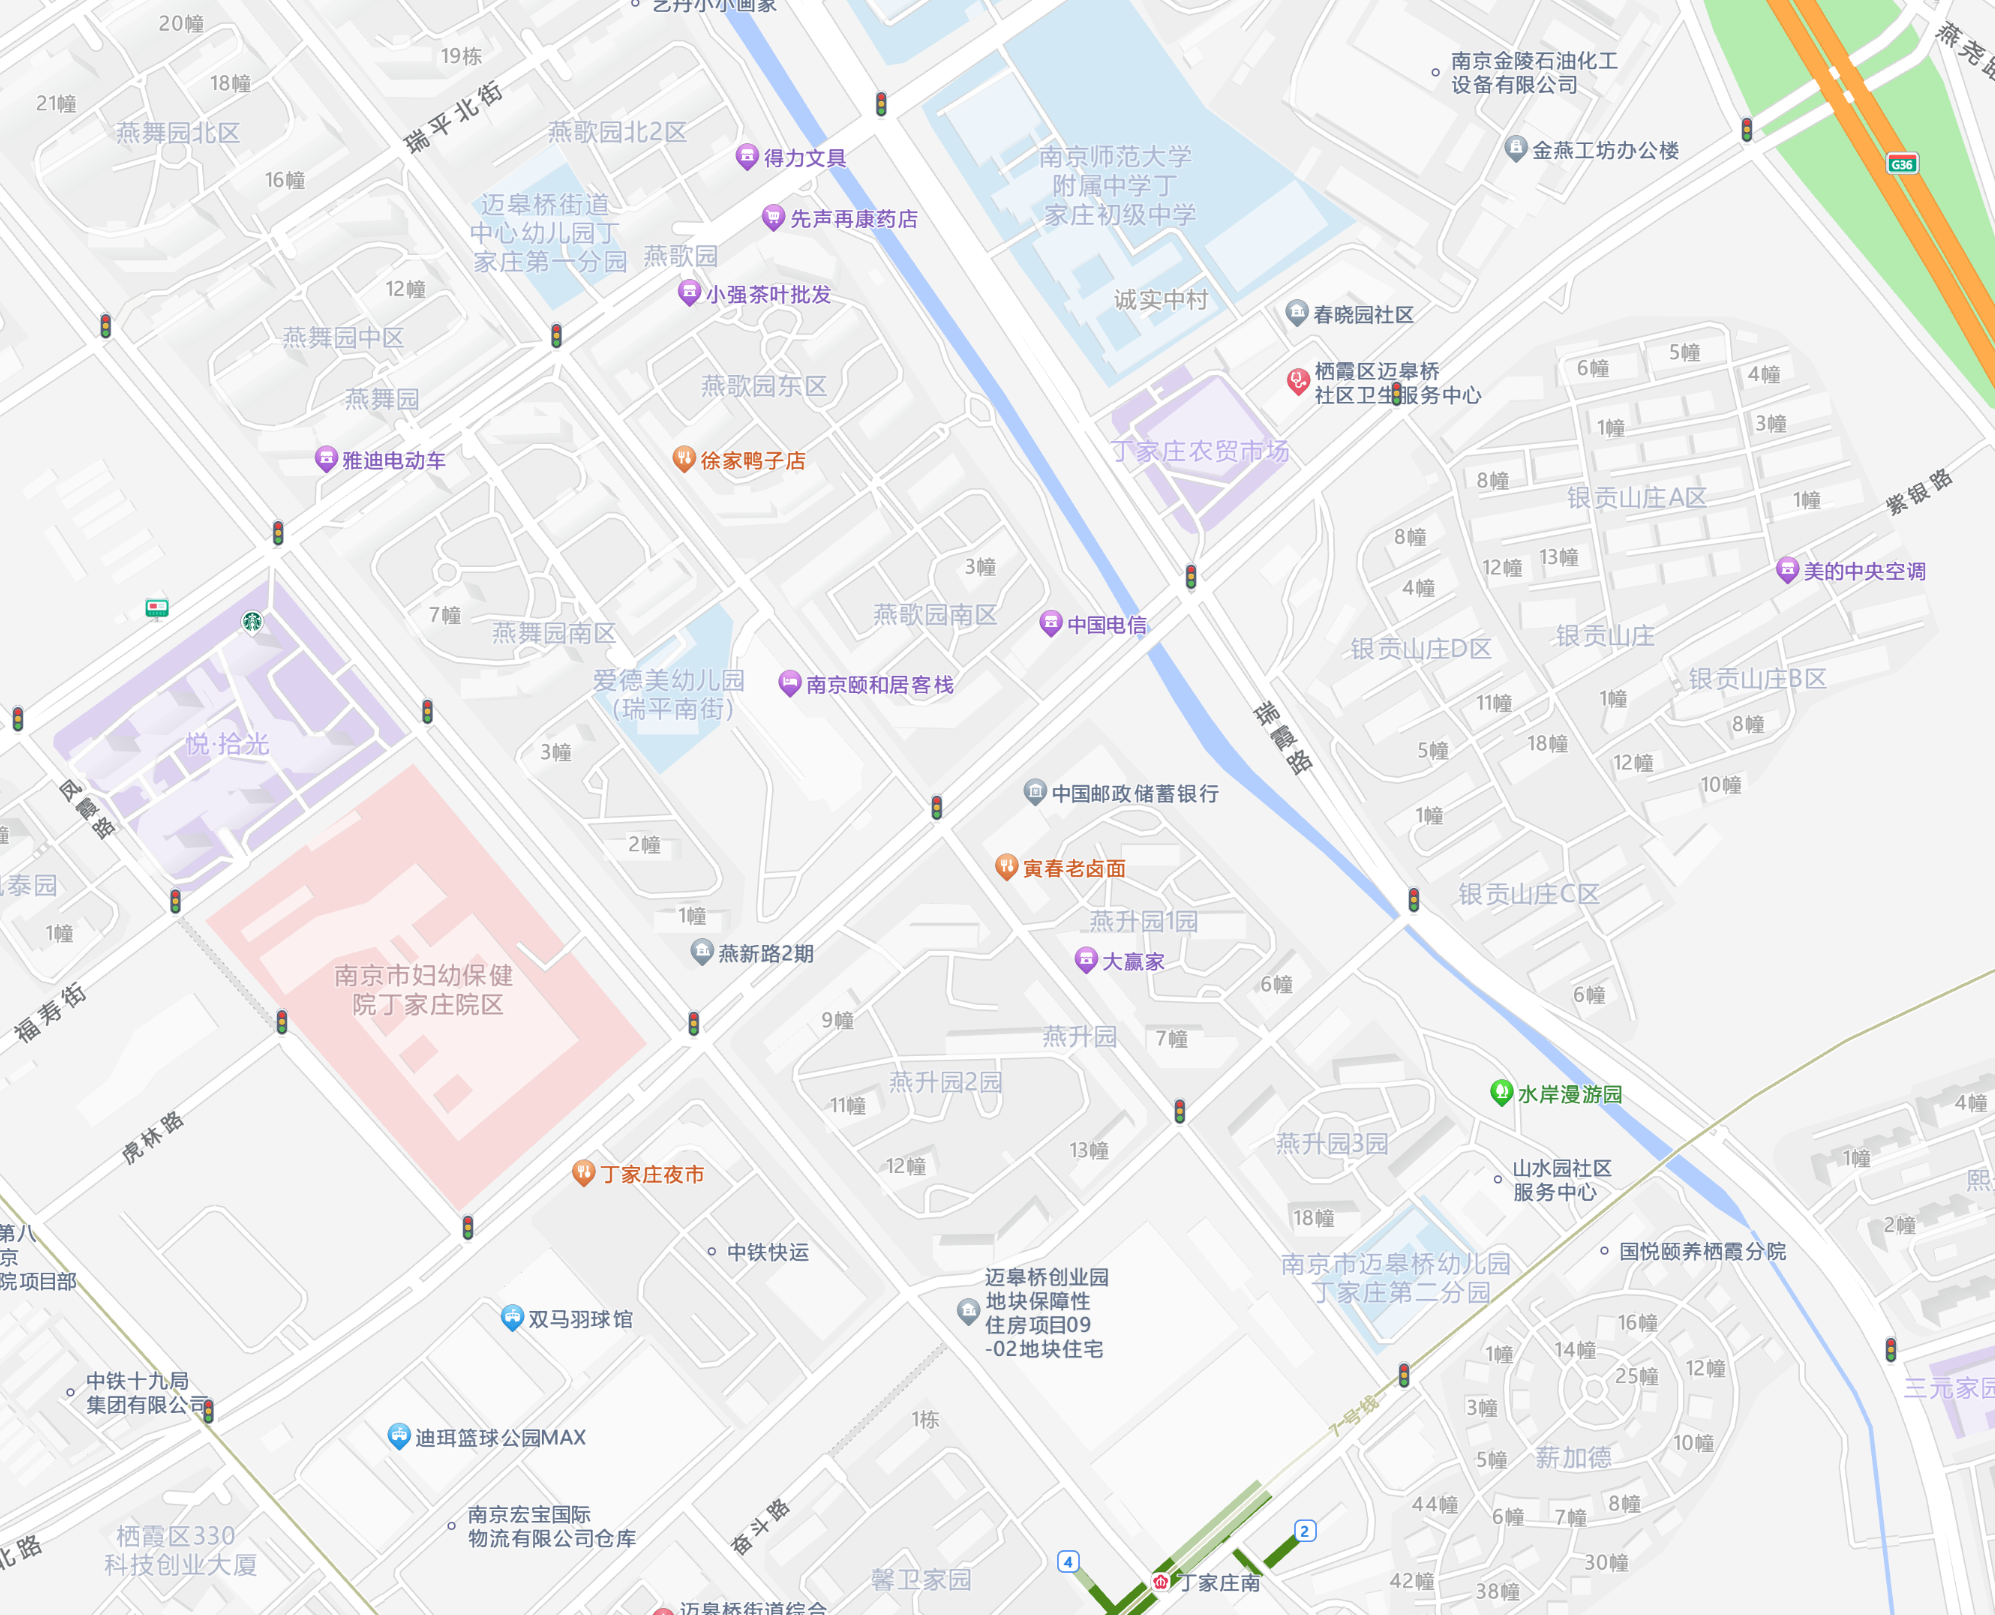 艺丹小小画家
20幢
19栋
18幢
21幢
瑞平北街
燕舞园北区
燕歌园北2区
得力文具
南京金陵石油化工
设备有限公司
金燕工坊办公楼
G36
南京师范大学
附属中学丁
家庄初级中学
16幢
迈皋桥街道
中心幼儿园丁
家庄第一分园
先声再康药店
燕歌园
小强茶叶批发
12幢
燕舞园中区
诚实中村
春晓园社区
栖霞区迈皋桥
社区卫生服务中心
燕舞园
燕歌园东区
6幢
5幢
4幢
3幢
1幢
雅迪电动车
徐家鸭子店
丁家庄农贸市场
8幢
银贡山庄A区
1幢
紫银路
8幢
12幢
13幢
4幢
美的中央空调
3幢
7幢
燕舞园南区
燕歌园南区
中国电信
银贡山庄D区
银贡山庄
银贡山庄B区
爱德美幼儿园
(瑞平南街)
南京颐和居客栈
11幢
1幢
8幢
悦·拾光
3幢
瑞霞路
5幢
18幢
12幢
10幢
凤霞路
中国邮政储蓄银行
1幢
2幢
寅春老卤面
泰园
银贡山庄C区
1幢
1幢
燕升园1园
燕新路2期
大赢家
南京市妇幼保健
院丁家庄院区
6幢
6幢
福寿街
9幢
燕升园
7幢
燕升园2园
11幢
水岸漫游园
4幢
虎林路
13幢
燕升园3园
1幢
12幢
丁家庄夜市
山水园社区
服务中心
熙
18幢
2幢
第八
京
院项目部
中铁快运
南京市迈皋桥幼儿园
丁家庄第二分园
国悦颐养栖霞分院
迈皋桥创业园
地块保障性
住房项目09
-02地块住宅
双马羽球馆
16幢
14幢
1幢
12幢
25幢
三元家园
中铁十九局
集团有限公司
7号线
3幢
1栋
迪珥篮球公园MAX
10幢
5幢
薪加德
南京宏宝国际
物流有限公司仓库
44幢
6幢
7幢
8幢
栖霞区330
科技创业大厦
奋斗路
2
4
北路
馨卫家园
丁家庄南
30幢
42幢
38幢
迈皋桥街道综合